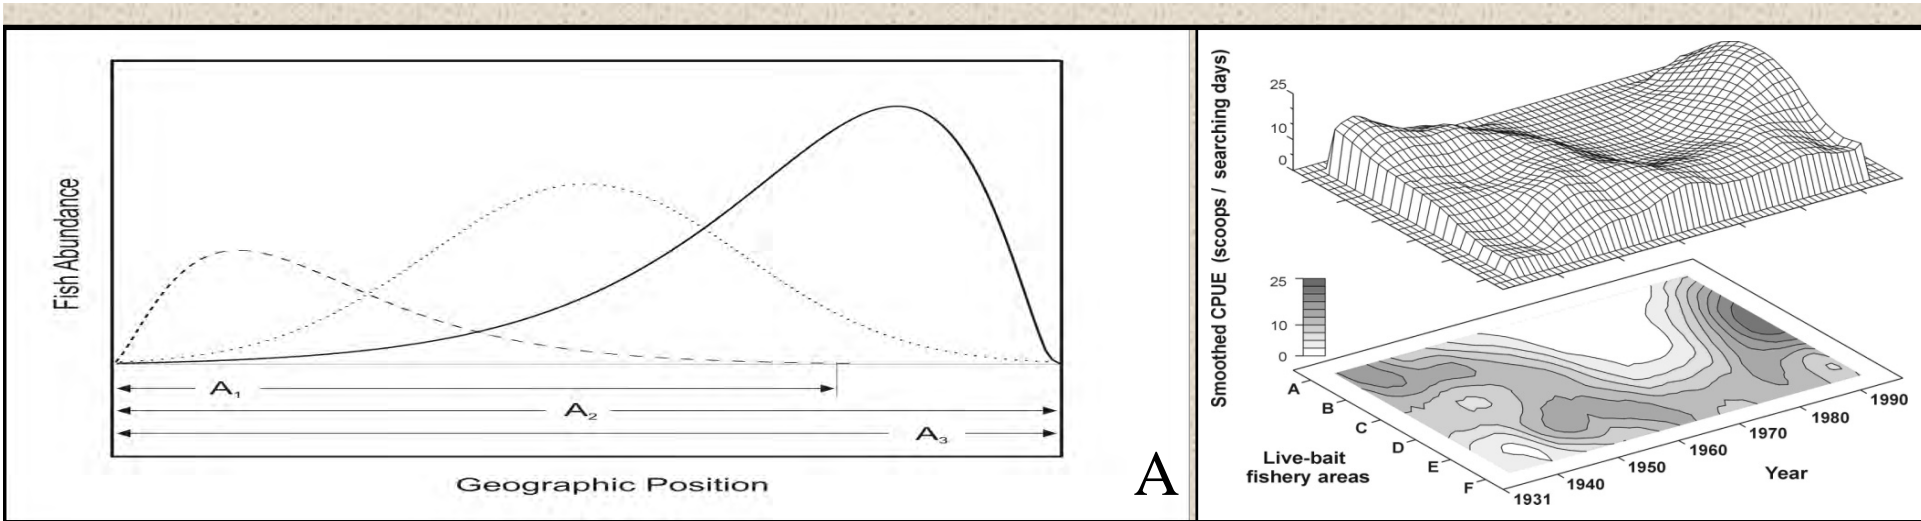 Fish Abundance
A₁
A₂
A₃
Geographic Position
A
Smoothed CPUE (scoops / searching days)
25
10
0
25
10
0
A
B
C
D
E
F
Live-bait
fishery areas
1931
1940
1950
1960
1970
1980
1990
Year